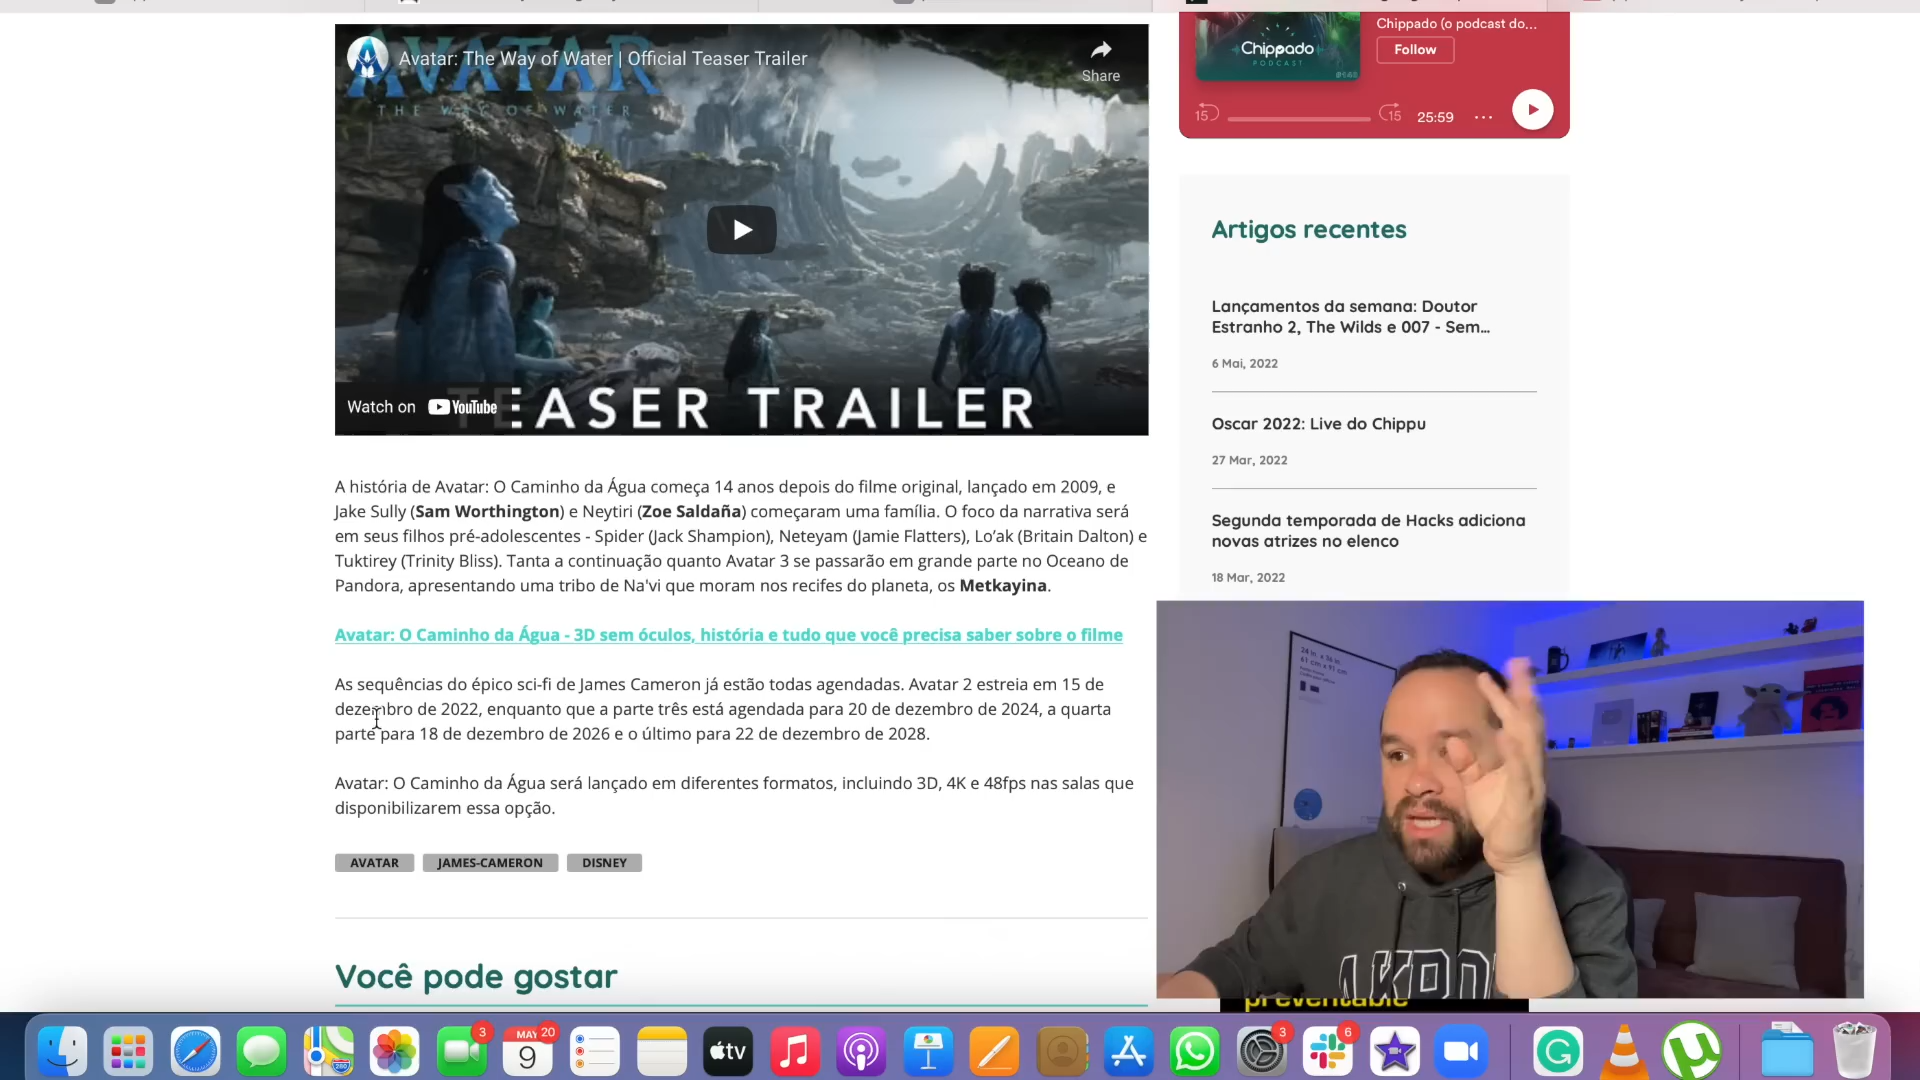 AVATAR
THE WAY OF WATER
Avatar: The Way of Water | Official Teaser Trailer
Share
Watch on YouTube
TEASER TRAILER
A história de Avatar: O Caminho da Água começa 14 anos depois do filme original, lançado em 2009, e
Jake Sully (Sam Worthington) e Neytiri (Zoe Saldaña) começaram uma família. O foco da narrativa será
em seus filhos pré-adolescentes - Spider (Jack Shampion), Neteyam (Jamie Flatters), Lo'ak (Britain Dalton) e
Tuktirey (Trinity Bliss). Tanta a continuação quanto Avatar 3 se passarão em grande parte no Oceano de
Pandora, apresentando uma tribo de Na'vi que moram nos recifes do planeta, os Metkayina.
Avatar: O Caminho da Água - 3D sem óculos, história e tudo que você precisa saber sobre o filme
As sequências do épico sci-fi de James Cameron já estão todas agendadas. Avatar 2 estreia em 15 de
dezembro de 2022, enquanto que a parte três está agendada para 20 de dezembro de 2024, a quarta
parte para 18 de dezembro de 2026 e o último para 22 de dezembro de 2028.
Avatar: O Caminho da Água será lançado em diferentes formatos, incluindo 3D, 4K e 48fps nas salas que
disponibilizarem essa opção.
AVATAR JAMES-CAMERON DISNEY
Você pode gostar
Chippado (o podcast do...
Follow
Chippado
PODCAST
15 15 25:59
Artigos recentes
Lançamentos da semana: Doutor
Estranho 2, The Wilds e 007 - Sem...
6 Mai, 2022
Oscar 2022: Live do Chippu
27 Mar, 2022
Segunda temporada de Hacks adiciona
novas atrizes no elenco
18 Mar, 2022
24 in. x 36 in.
61 cm x 91 cm
preventable
3 MAY 20 3 6
9 tv